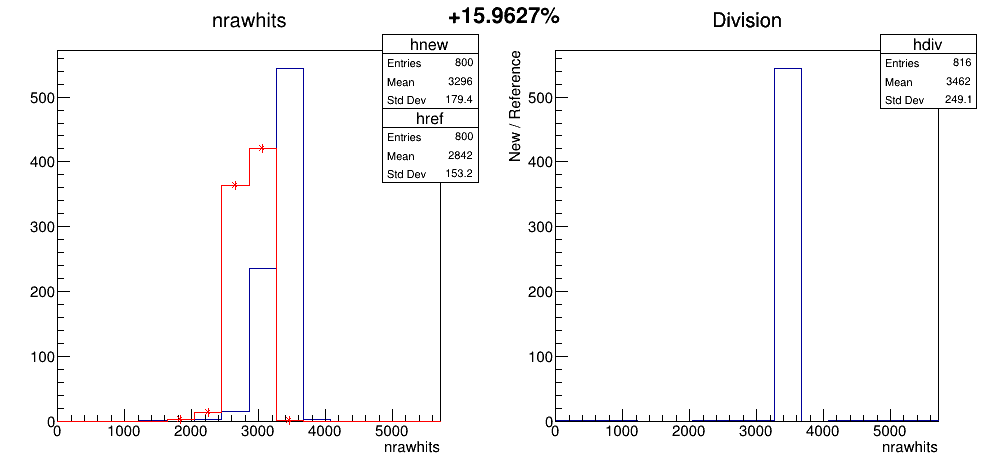 +15.9627%
nrawhits
hnew
Entries 800
Mean 3296
Std Dev 179.4
href
Entries 800
Mean 2842
Std Dev 153.2
500
400
300
200
100
0
0 1000 2000 3000 4000 5000
nrawhits
Division
hdiv
Entries 816
Mean 3462
Std Dev 249.1
New / Reference
500
400
300
200
100
0
0 1000 2000 3000 4000 5000
nrawhits